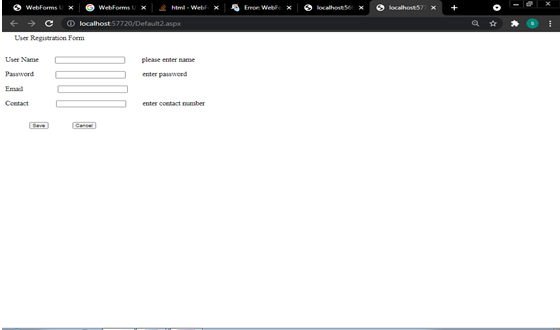 WebForms U
WebForms U
html - WebF
Error: WebF
localhost:56
localhost:57
localhost:57720/Default2.aspx
User Registration Form
User Name please enter name
Password enter password
Email
Contact enter contact number
Save Cancel